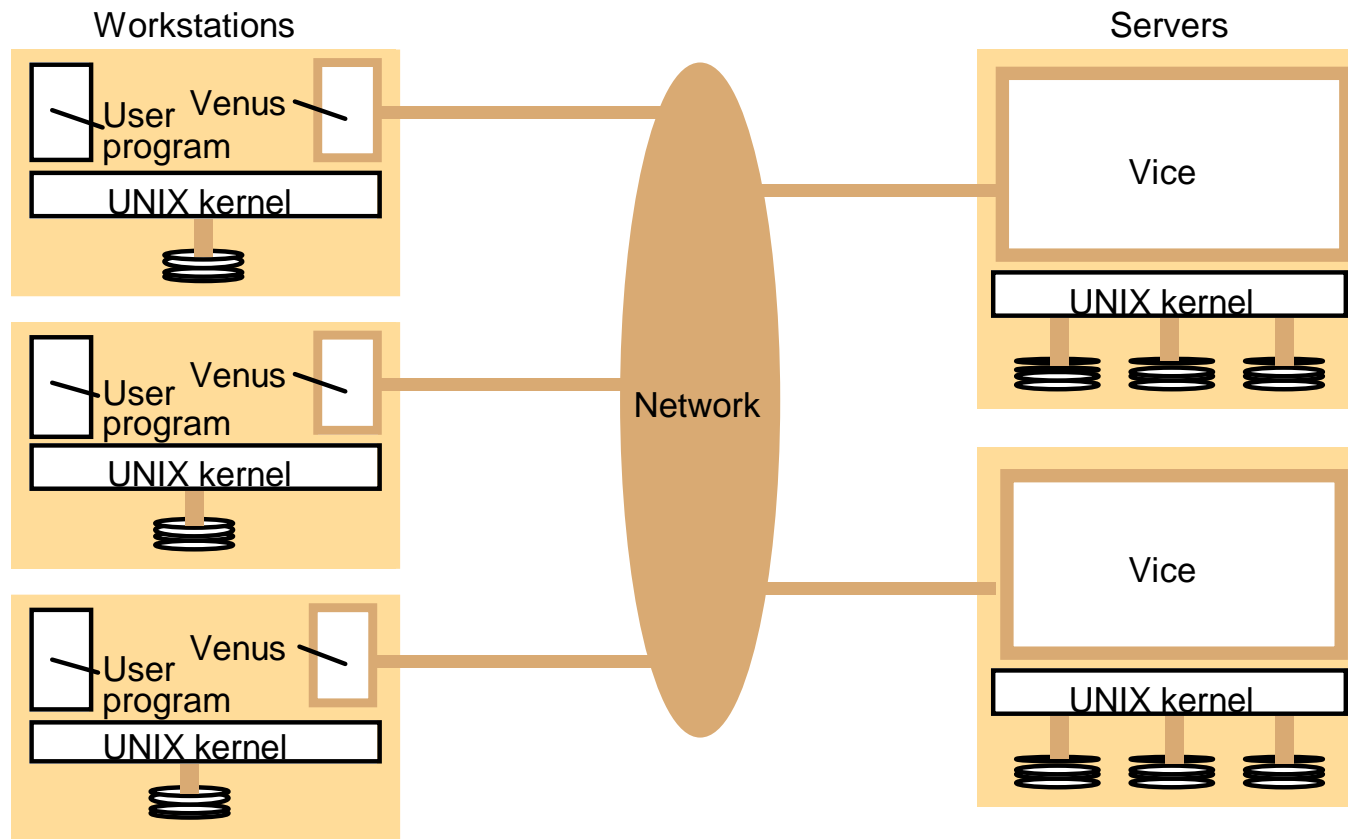 Workstations
Servers
Venus
User
program
UNIX kernel
Vice
UNIX kernel
Venus
User
program
UNIX kernel
Network
Vice
UNIX kernel
Venus
User
program
UNIX kernel